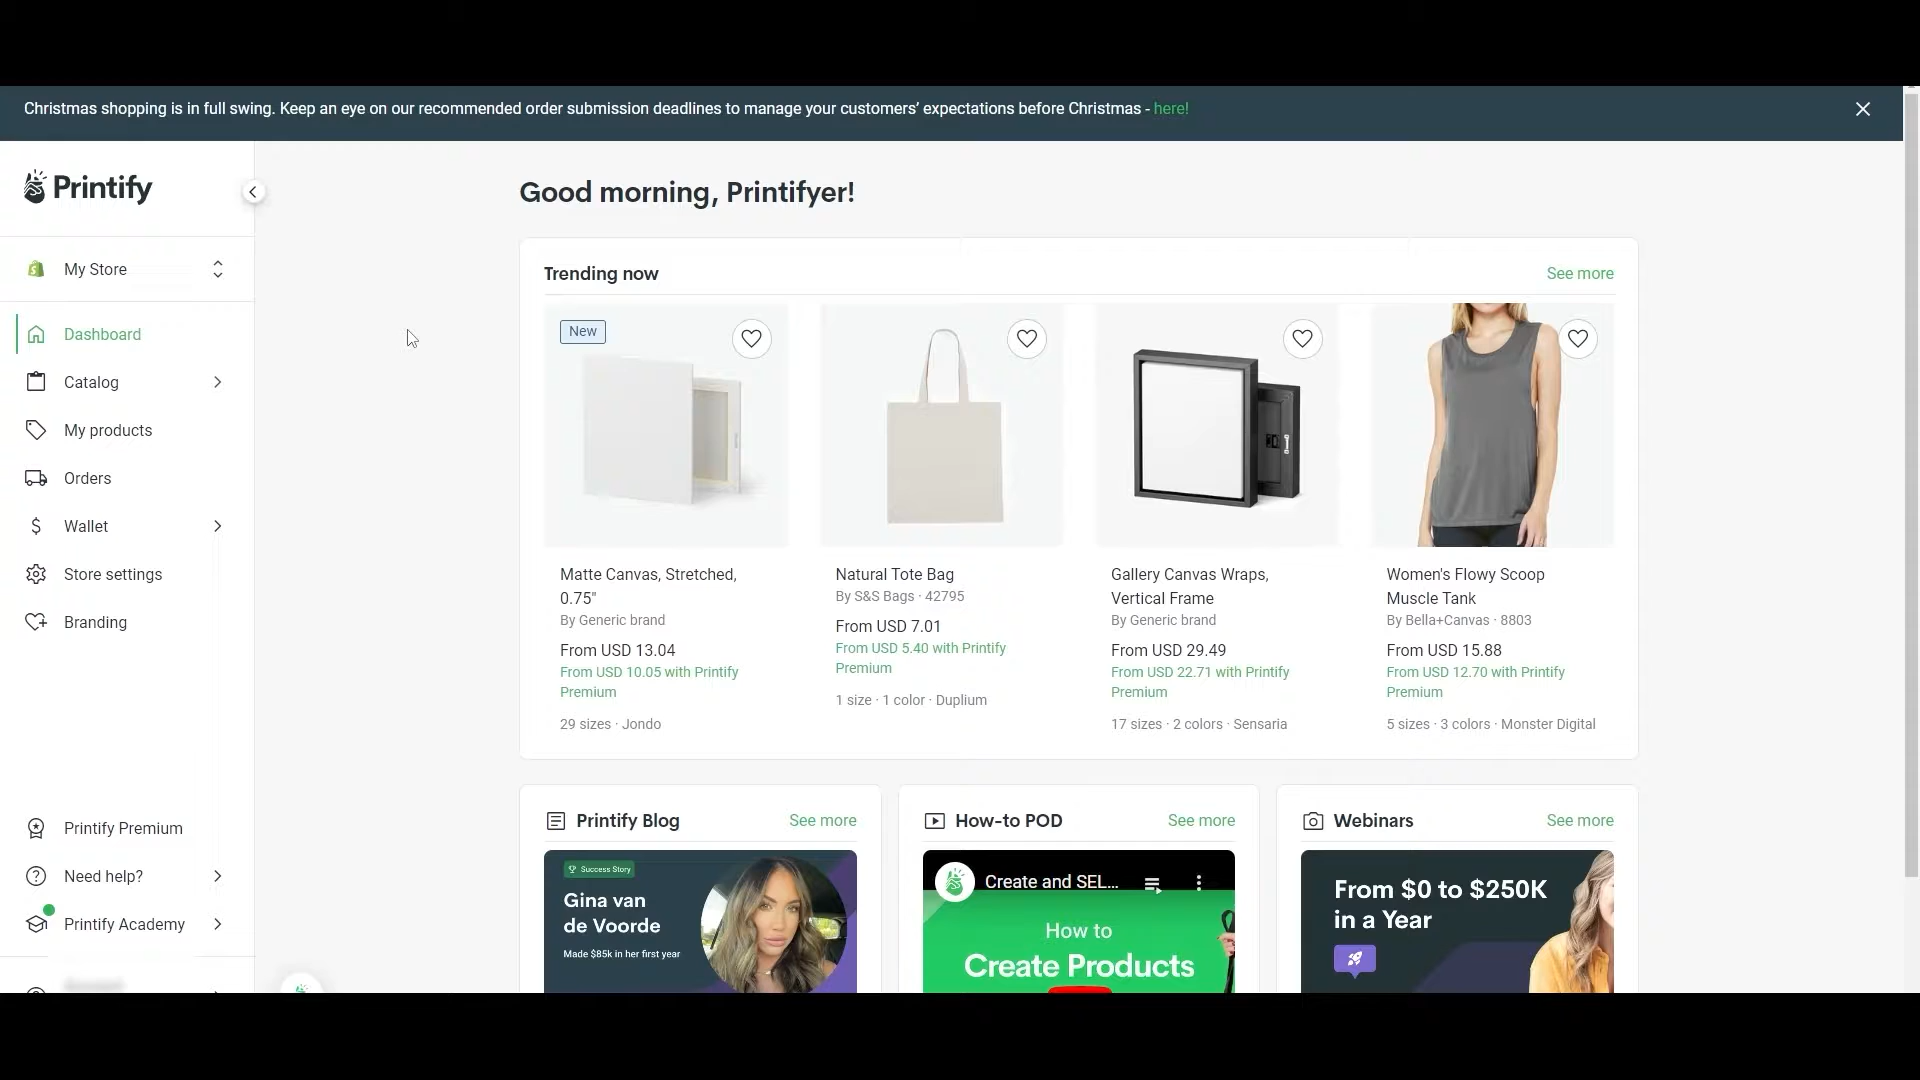 Christmas shopping is in full swing. Keep an eye on our recommended order submission deadlines to manage your customers’ expectations before Christmas - here!
Printify
My Store
Dashboard
Catalog
My products
Orders
Wallet
Store settings
Branding
Printify Premium
Need help?
Printify Academy
Good morning, Printifyer!
Trending now
See more
New
Matte Canvas, Stretched,
0.75"
By Generic brand
From USD 13.04
From USD 10.05 with Printify
Premium
29 sizes · Jondo
Natural Tote Bag
By S&S Bags · 42795
From USD 7.01
From USD 5.40 with Printify
Premium
1 size · 1 color · Duplium
Gallery Canvas Wraps,
Vertical Frame
By Generic brand
From USD 29.49
From USD 22.71 with Printify
Premium
17 sizes · 2 colors · Sensaria
Women's Flowy Scoop
Muscle Tank
By Bella+Canvas · 8803
From USD 15.88
From USD 12.70 with Printify
Premium
5 sizes · 3 colors · Monster Digital
Printify Blog
See more
Success Story
Gina van
de Voorde
Made $85k in her first year
How-to POD
See more
Create and SEL...
How to
Create Products
Webinars
See more
From $0 to $250K
in a Year